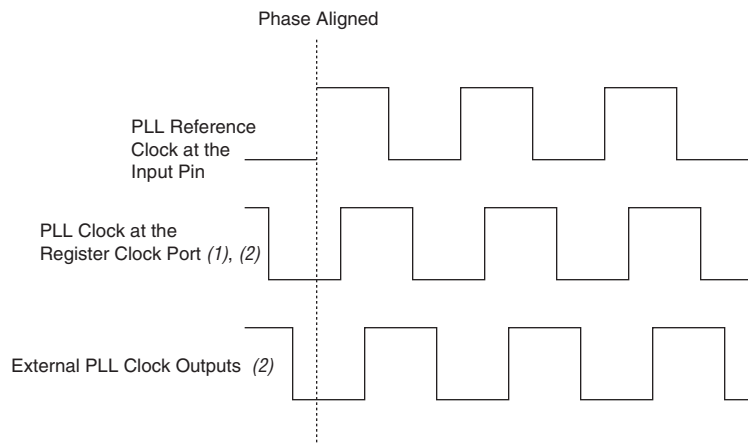 Phase Aligned
PLL Reference
Clock at the
Input Pin
PLL Clock at the
Register Clock Port (1), (2)
External PLL Clock Outputs (2)